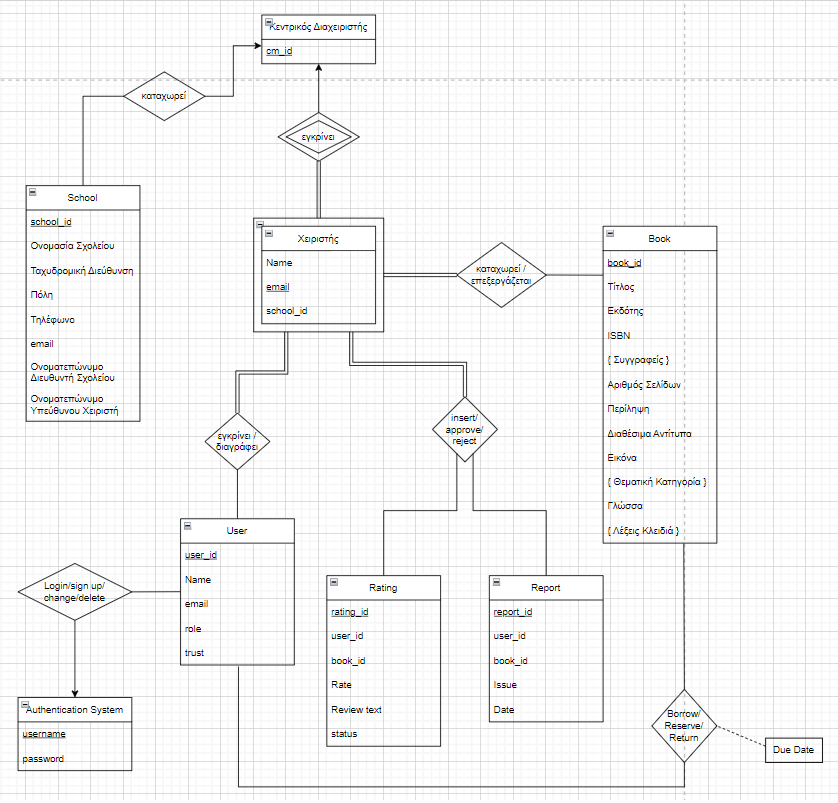 Κεντρικός Διαχειριστής
cm_id
καταχωρεί
εγκρίνει
School
school_id
Ονομασία Σχολείου
Ταχυδρομική Διεύθυνση
Πόλη
Τηλέφωνο
email
Ονοματεπώνυμο
Διευθυντή Σχολείου
Ονοματεπώνυμο
Υπεύθυνου Χειριστή
Χειριστής
Name
email
school_id
καταχωρεί /
επεξεργάζεται
Book
book_id
Τίτλος
Εκδότης
ISBN
{ Συγγραφείς }
Αριθμός Σελίδων
Περίληψη
Διαθέσιμα Αντίτυπα
Εικόνα
{ Θεματική Κατηγορία }
Γλώσσα
{ Λέξεις Κλειδιά }
εγκρίνει /
διαγράφει
insert/
approve/
reject
User
user_id
Name
email
role
trust
Login/sign up/
change/delete
Authentication System
username
password
Rating
rating_id
user_id
book_id
Rate
Review text
status
Report
report_id
user_id
book_id
Issue
Date
Borrow/
Reserve/
Return
Due Date